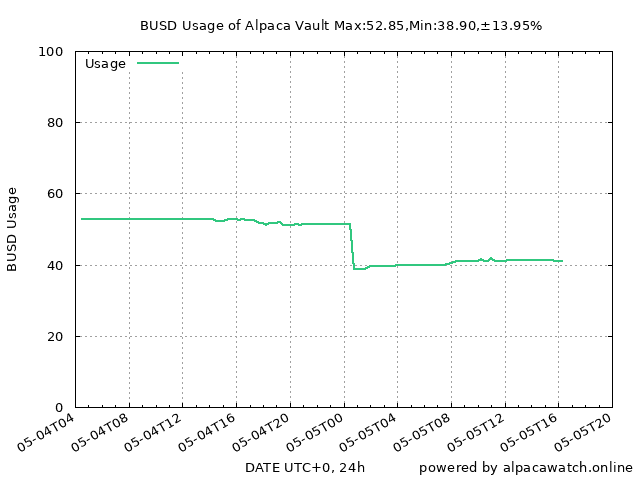 BUSD Usage of Alpaca Vault Max:52.85,Min:38.90,±13.95%
Usage
100
80
60
40
20
0
BUSD Usage
05-04T04 05-04T08 05-04T12 05-04T16 05-04T20 05-05T00 05-05T04 05-05T08 05-05T12 05-05T16 05-05T20
DATE UTC+0, 24h powered by alpacawatch.online